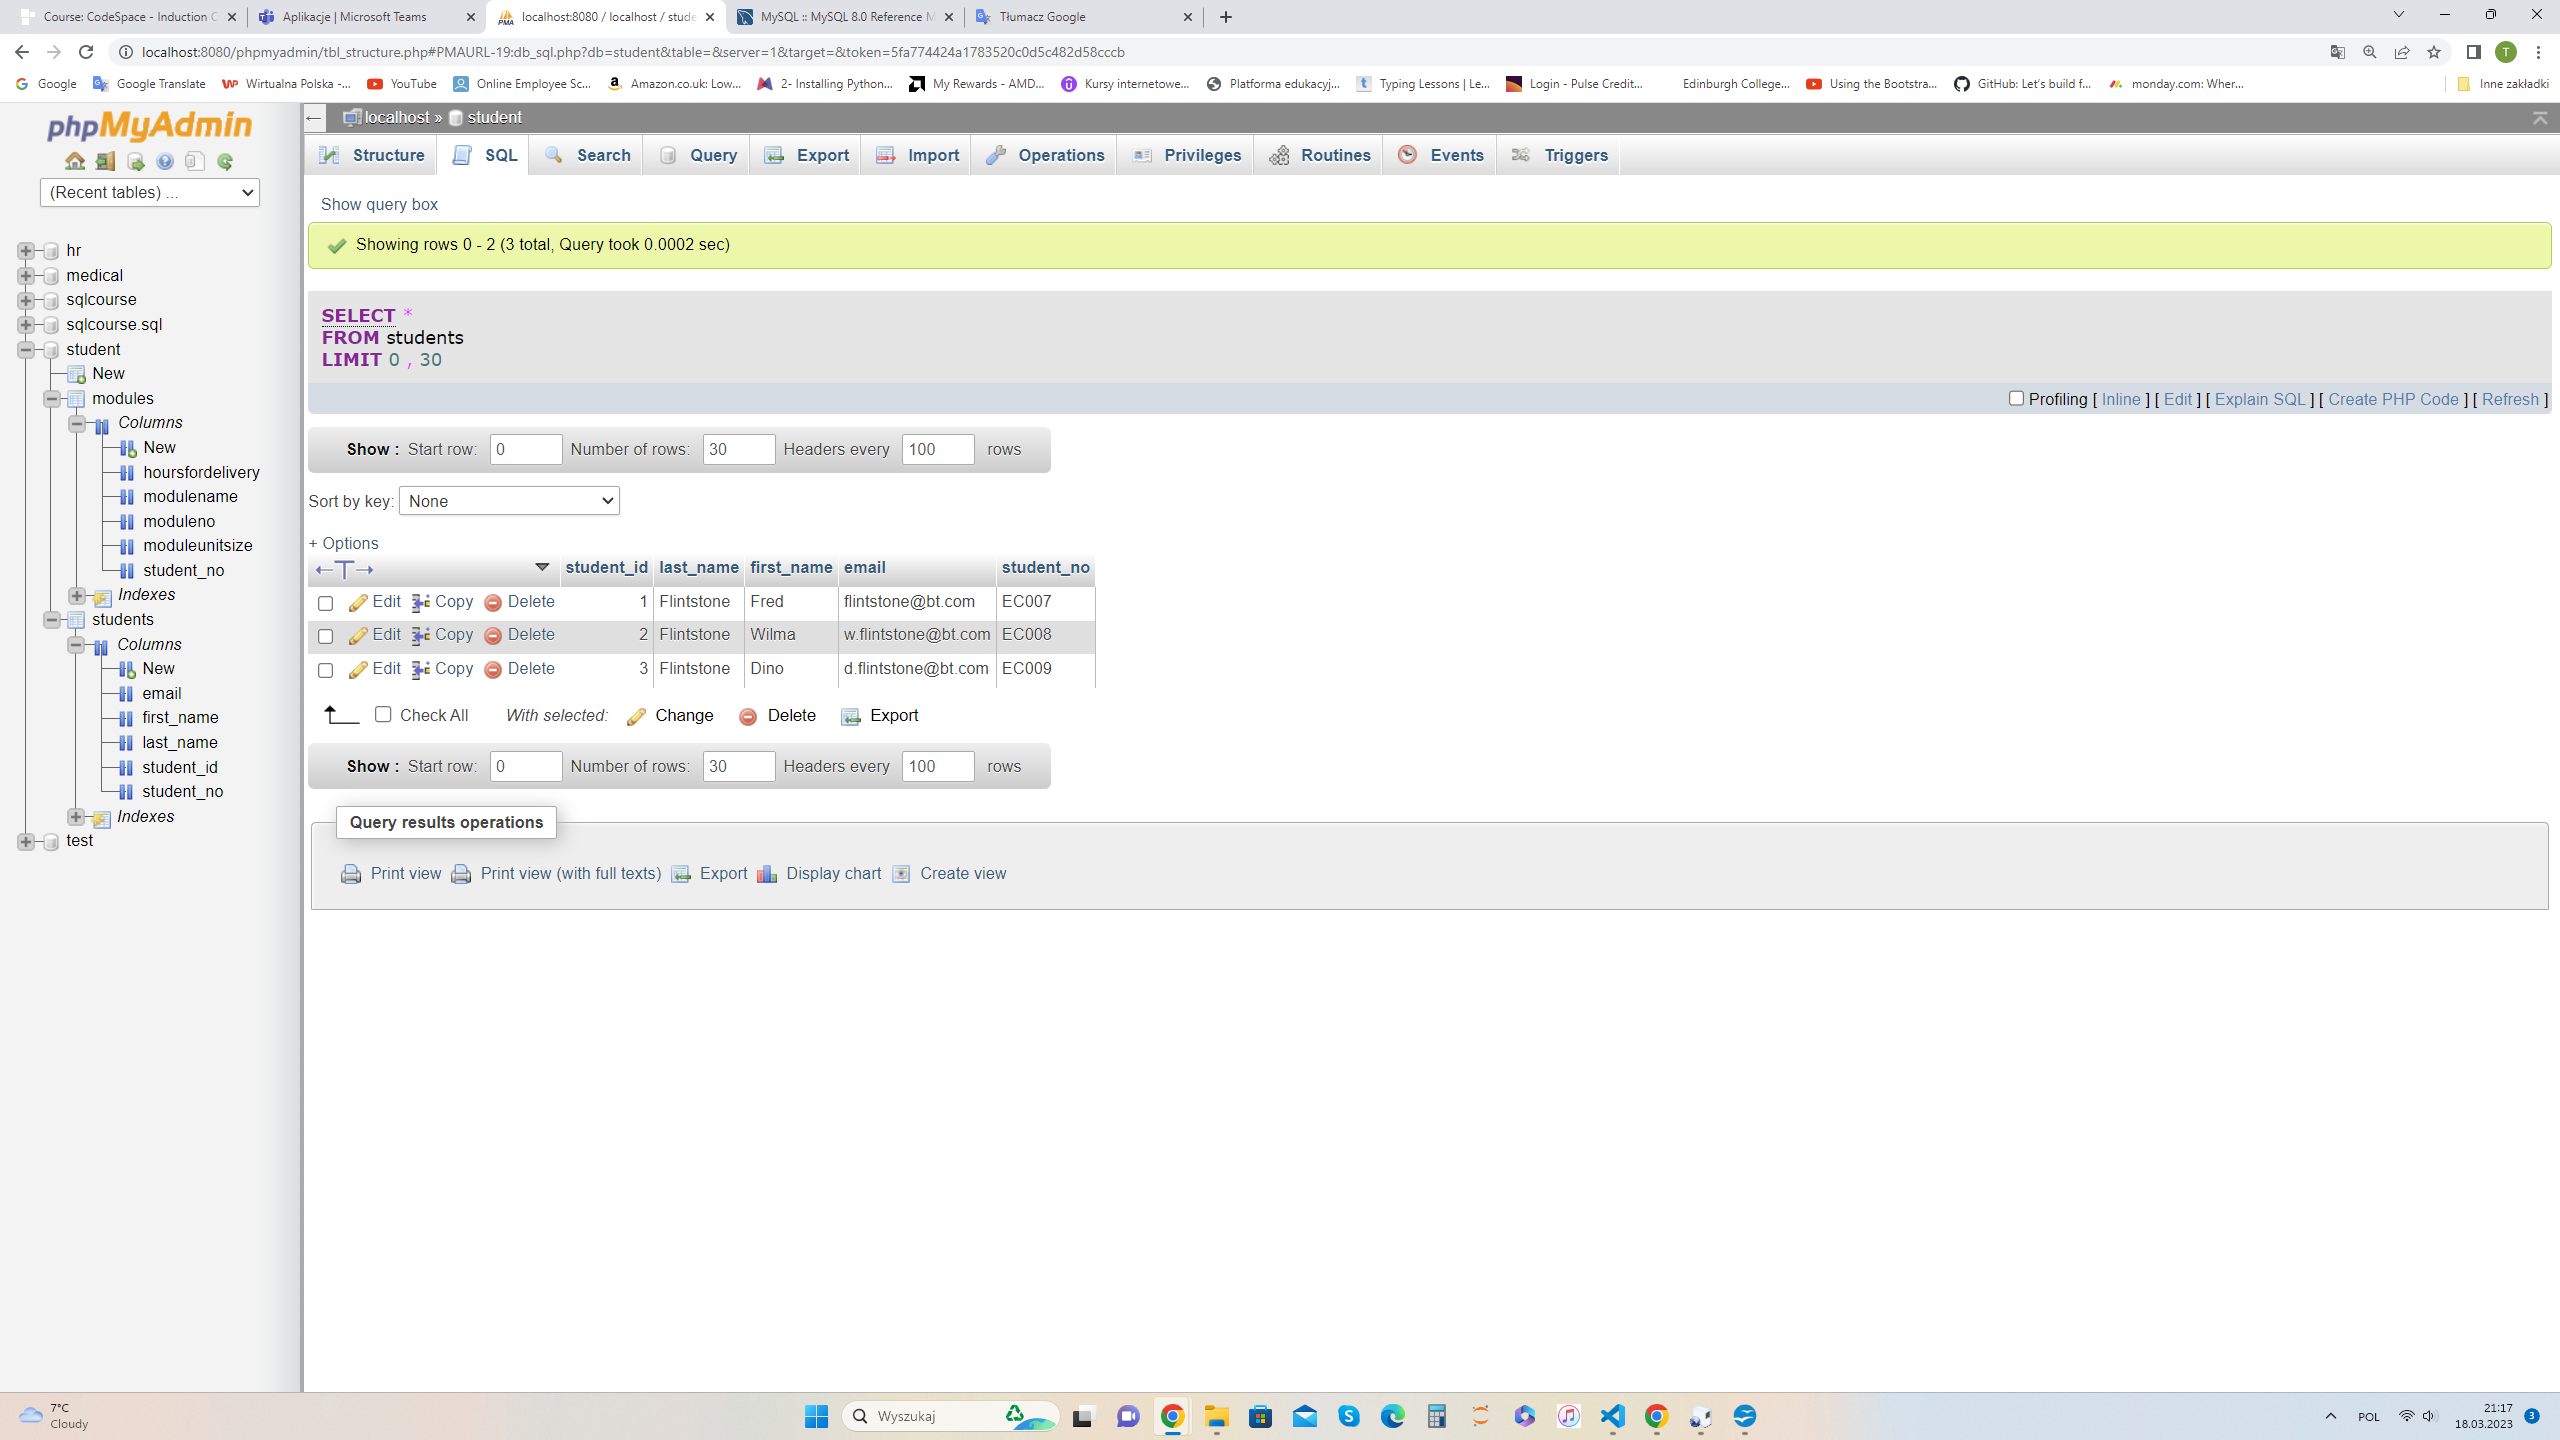 Course: CodeSpace - Induction C
Aplikacje | Microsoft Teams
localhost:8080 / localhost / stude
MySQL :: MySQL 8.0 Reference M
Tłumacz Google
localhost:8080/phpmyadmin/tbl_structure.php#PMAURL-19:db_sql.php?db=student&table=&server=1&target=&token=5fa774424a1783520c0d5c482d58cccb
T
Google
Google Translate
Wirtualna Polska -...
YouTube
Online Employee Sc...
Amazon.co.uk: Low...
2- Installing Python...
My Rewards - AMD...
Kursy internetowe...
Platforma edukacyj...
Typing Lessons | Le...
Login - Pulse Credit...
Edinburgh College...
Using the Bootstra...
GitHub: Let's build f...
monday.com: Wher...
Inne zakładki
phpMyAdmin
(Recent tables) ...
hr
medical
sqlcourse
sqlcourse.sql
student
New
modules
Columns
New
hoursfordelivery
modulename
moduleno
moduleunitsize
student_no
Indexes
students
Columns
New
email
first_name
last_name
student_id
student_no
Indexes
test
localhost » student
Structure SQL Search Query Export Import Operations Privileges Routines Events Triggers
Show query box
Showing rows 0 - 2 (3 total, Query took 0.0002 sec)
SELECT *
FROM students
LIMIT 0 , 30
Profiling [ Inline ] [ Edit ] [ Explain SQL ] [ Create PHP Code ] [ Refresh ]
Show : Start row: 0 Number of rows: 30 Headers every 100 rows
Sort by key: None
+ Options
student_id last_name first_name email student_no
Edit Copy Delete 1 Flintstone Fred flintstone@bt.com EC007
Edit Copy Delete 2 Flintstone Wilma w.flintstone@bt.com EC008
Edit Copy Delete 3 Flintstone Dino d.flintstone@bt.com EC009
Check All With selected: Change Delete Export
Show : Start row: 0 Number of rows: 30 Headers every 100 rows
Query results operations
Print view Print view (with full texts) Export Display chart Create view
7°C
Cloudy
Wyszukaj
POL
21:17
18.03.2023
3